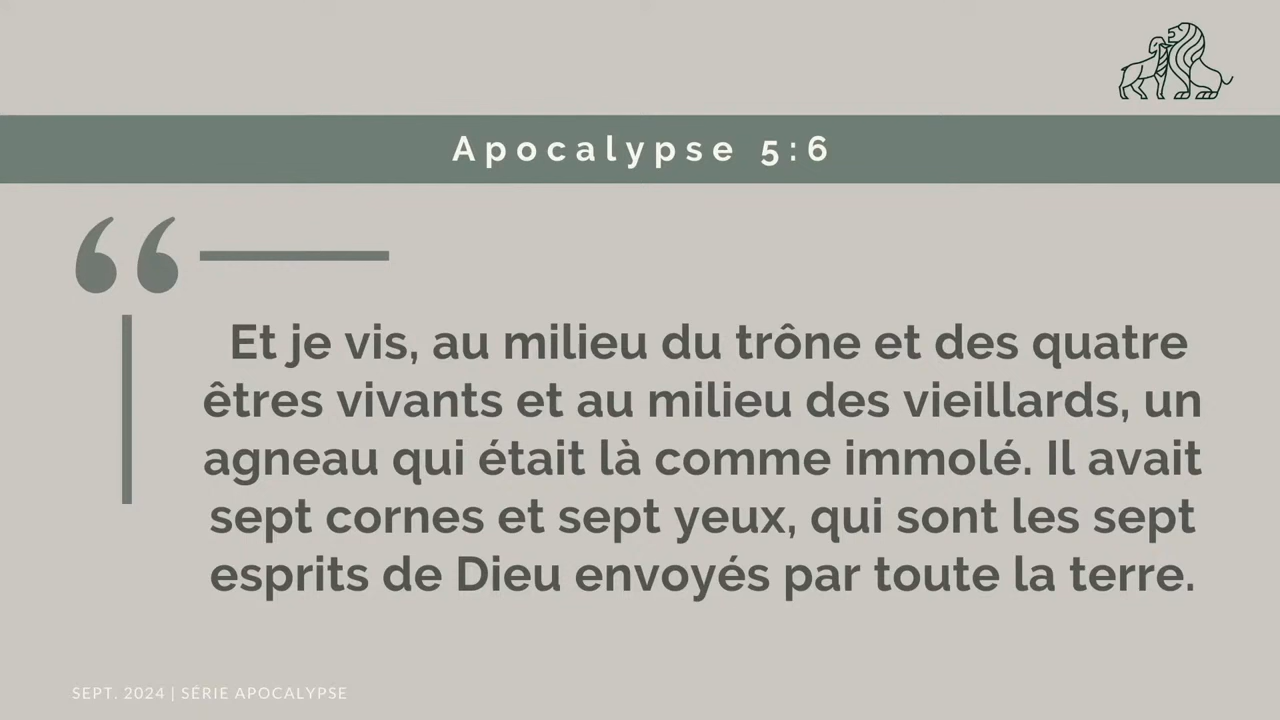 Apocalypse 5:6
“
Et je vis, au milieu du trône et des quatre
êtres vivants et au milieu des vieillards, un
agneau qui était là comme immolé. Il avait
sept cornes et sept yeux, qui sont les sept
esprits de Dieu envoyés par toute la terre.
SEPT. 2024 | SÉRIE APOCALYPSE